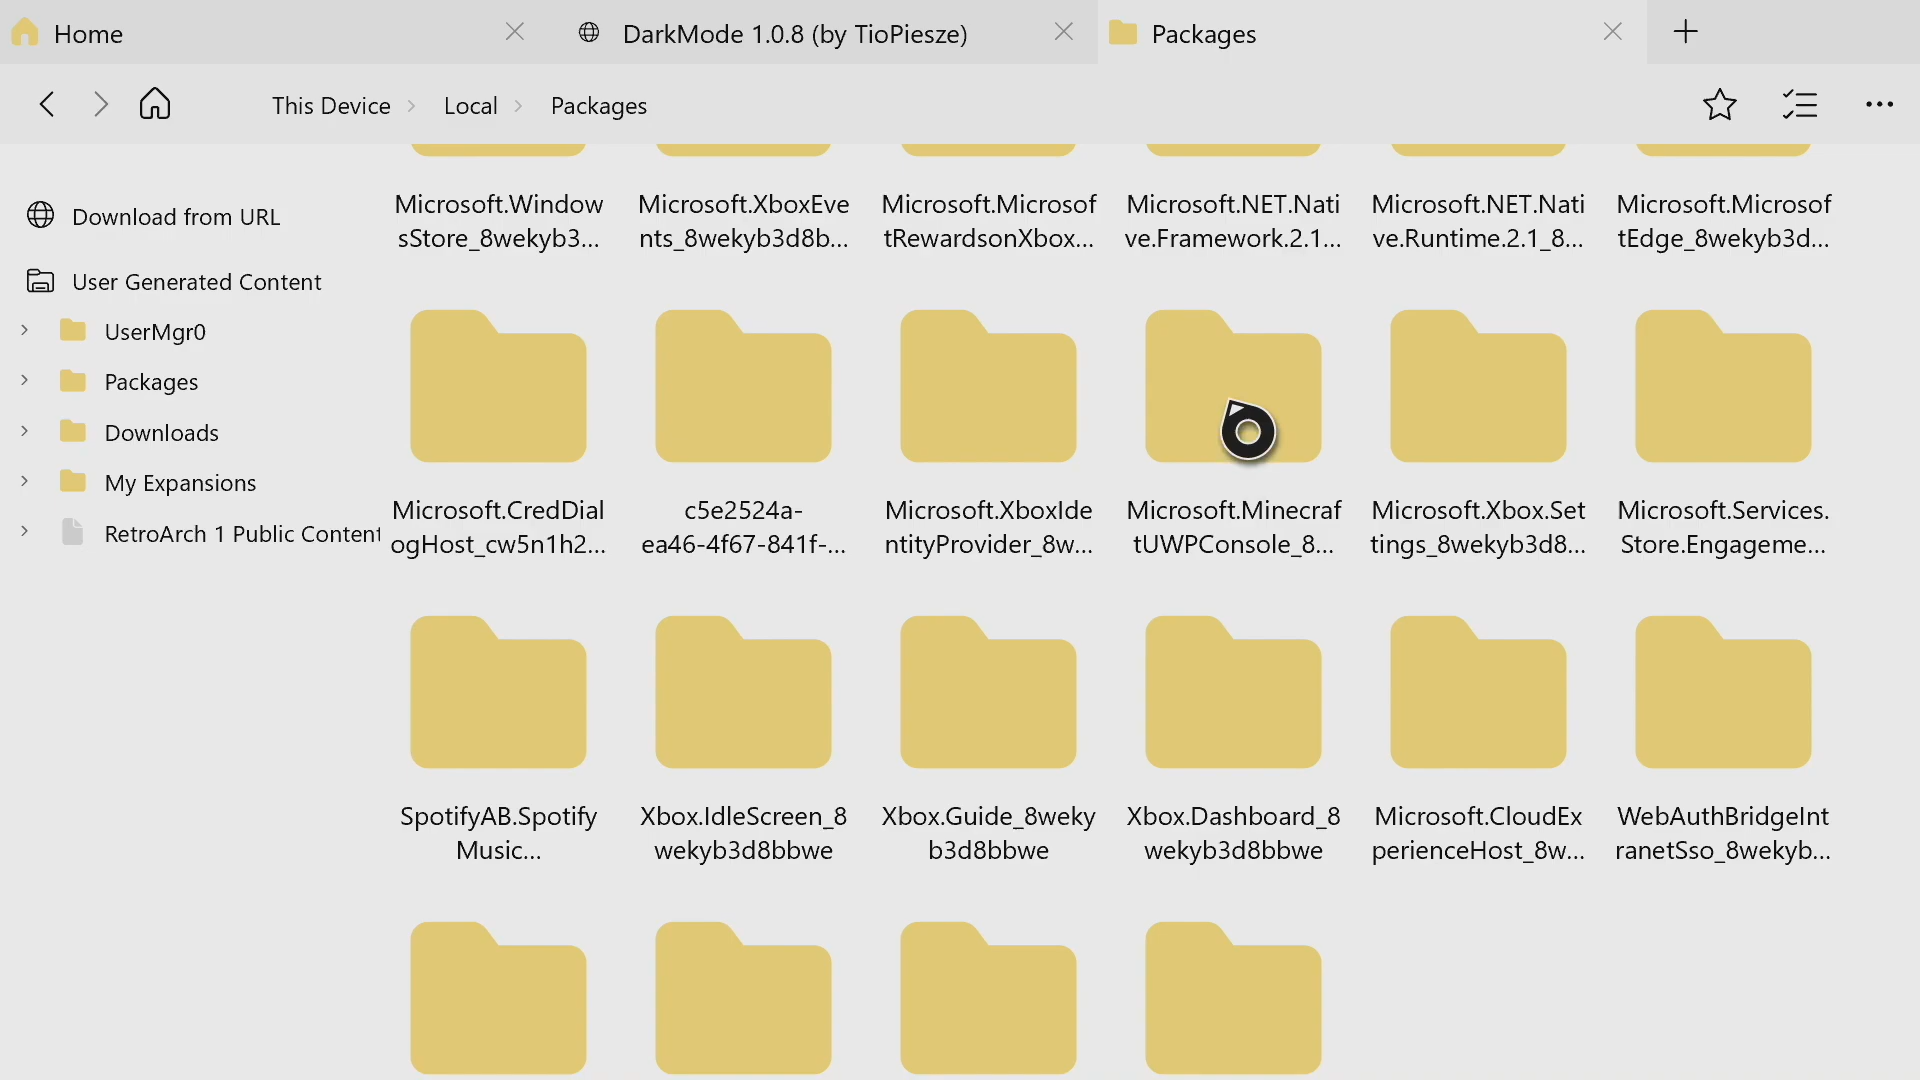 Home
DarkMode 1.0.8 (by TioPiesze)
Packages
This Device
Local
Packages
Download from URL
User Generated Content
UserMgr0
Packages
Downloads
My Expansions
RetroArch 1 Public Content
Microsoft.Window
sStore_8wekyb3...
Microsoft.XboxEve
nts_8wekyb3d8b...
Microsoft.Microsof
tRewardsonXbox...
Microsoft.NET.Nati
ve.Framework.2.1...
Microsoft.NET.Nati
ve.Runtime.2.1_8...
Microsoft.Microsof
tEdge_8wekyb3d...
Microsoft.CredDial
ogHost_cw5n1h2...
c5e2524a-
ea46-4f67-841f-...
Microsoft.XboxIde
ntityProvider_8w...
Microsoft.Minecraf
tUWPConsole_8...
Microsoft.Xbox.Set
tings_8wekyb3d8...
Microsoft.Services.
Store.Engageme...
SpotifyAB.Spotify
Music...
Xbox.IdleScreen_8
wekyb3d8bbwe
Xbox.Guide_8weky
b3d8bbwe
Xbox.Dashboard_8
wekyb3d8bbwe
Microsoft.CloudEx
perienceHost_8w...
WebAuthBridgeInt
ranetSso_8wekyb...